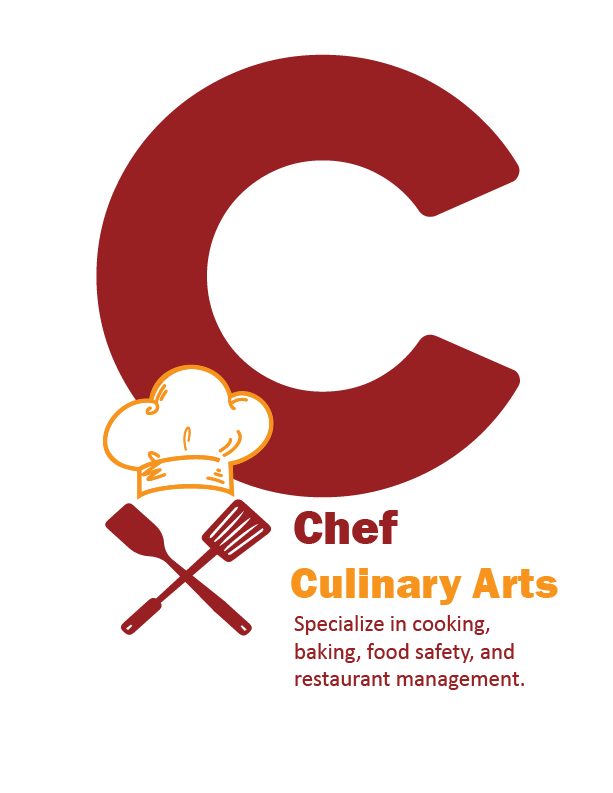 C
Chef
Culinary Arts
Specialize in cooking,
baking, food safety, and
restaurant management.